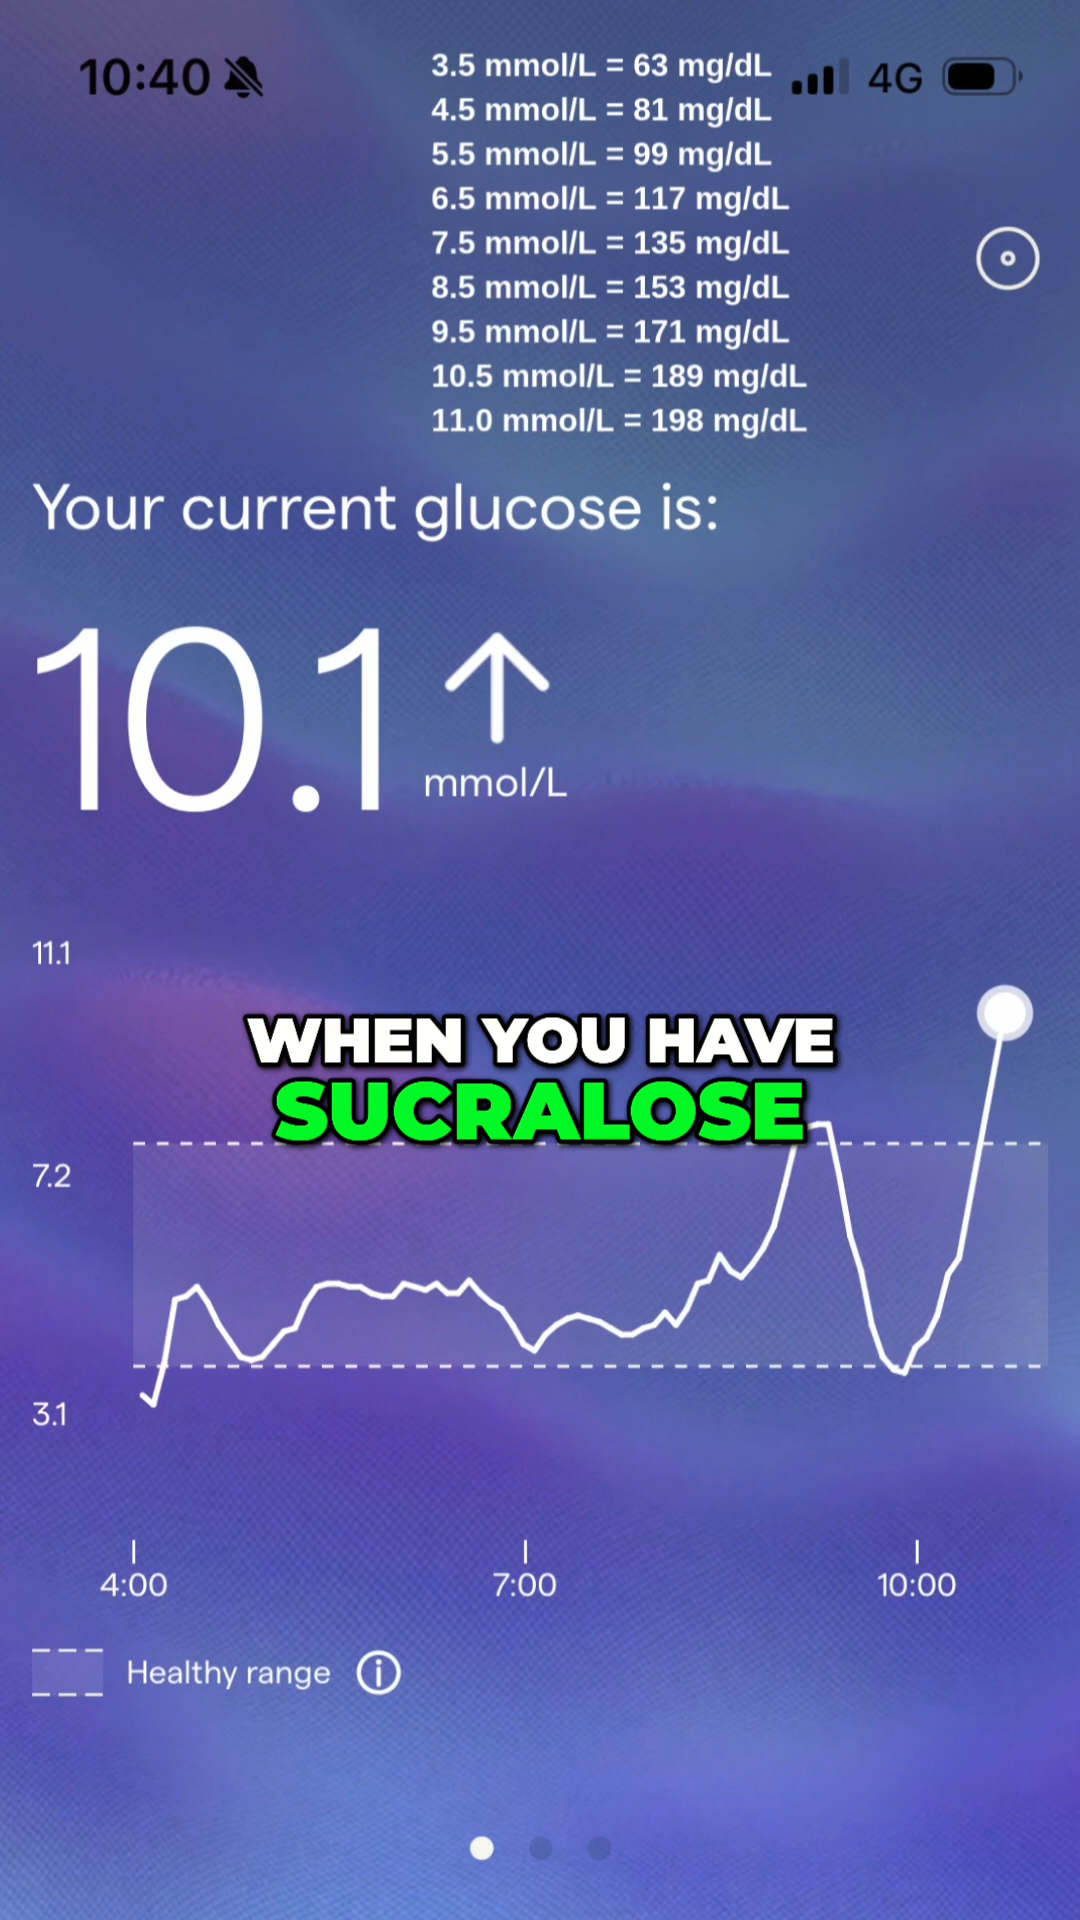 10:40
4G
3.5 mmol/L = 63 mg/dL
4.5 mmol/L = 81 mg/dL
5.5 mmol/L = 99 mg/dL
6.5 mmol/L = 117 mg/dL
7.5 mmol/L = 135 mg/dL
8.5 mmol/L = 153 mg/dL
9.5 mmol/L = 171 mg/dL
10.5 mmol/L = 189 mg/dL
11.0 mmol/L = 198 mg/dL
Your current glucose is:
10.1
mmol/L
11.1
WHEN YOU HAVE
SUCRALOSE
7.2
3.1
4:00
7:00
10:00
Healthy range